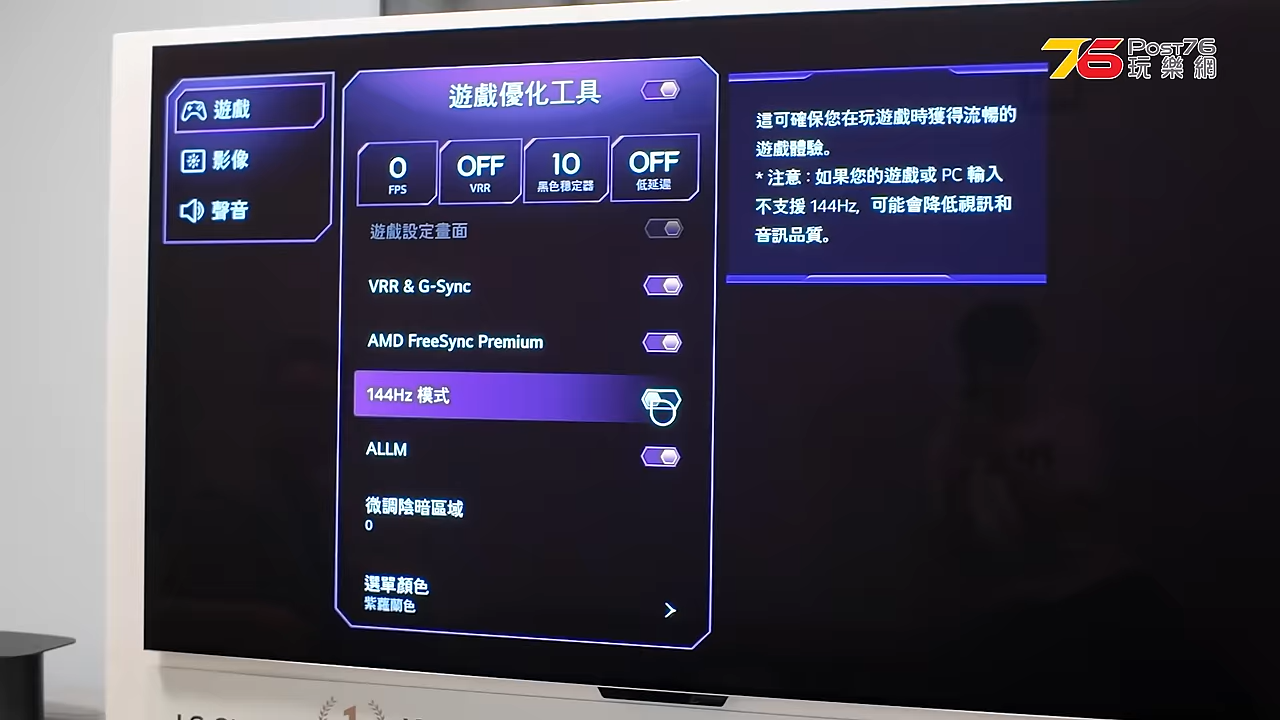 76 Post76
玩樂網
遊戲
影像
聲音
遊戲優化工具
0
FPS
OFF
VRR
10
黑色穩定器
OFF
低延遲
遊戲設定畫面
VRR & G-Sync
AMD FreeSync Premium
144Hz 模式
ALLM
微調陰暗區域
0
選單顏色
紫蘿蘭色
這可確保您在玩遊戲時獲得流暢的
遊戲體驗。
* 注意 : 如果您的遊戲或 PC 輸入
不支援 144Hz, 可能會降低視訊和
音訊品質。
1